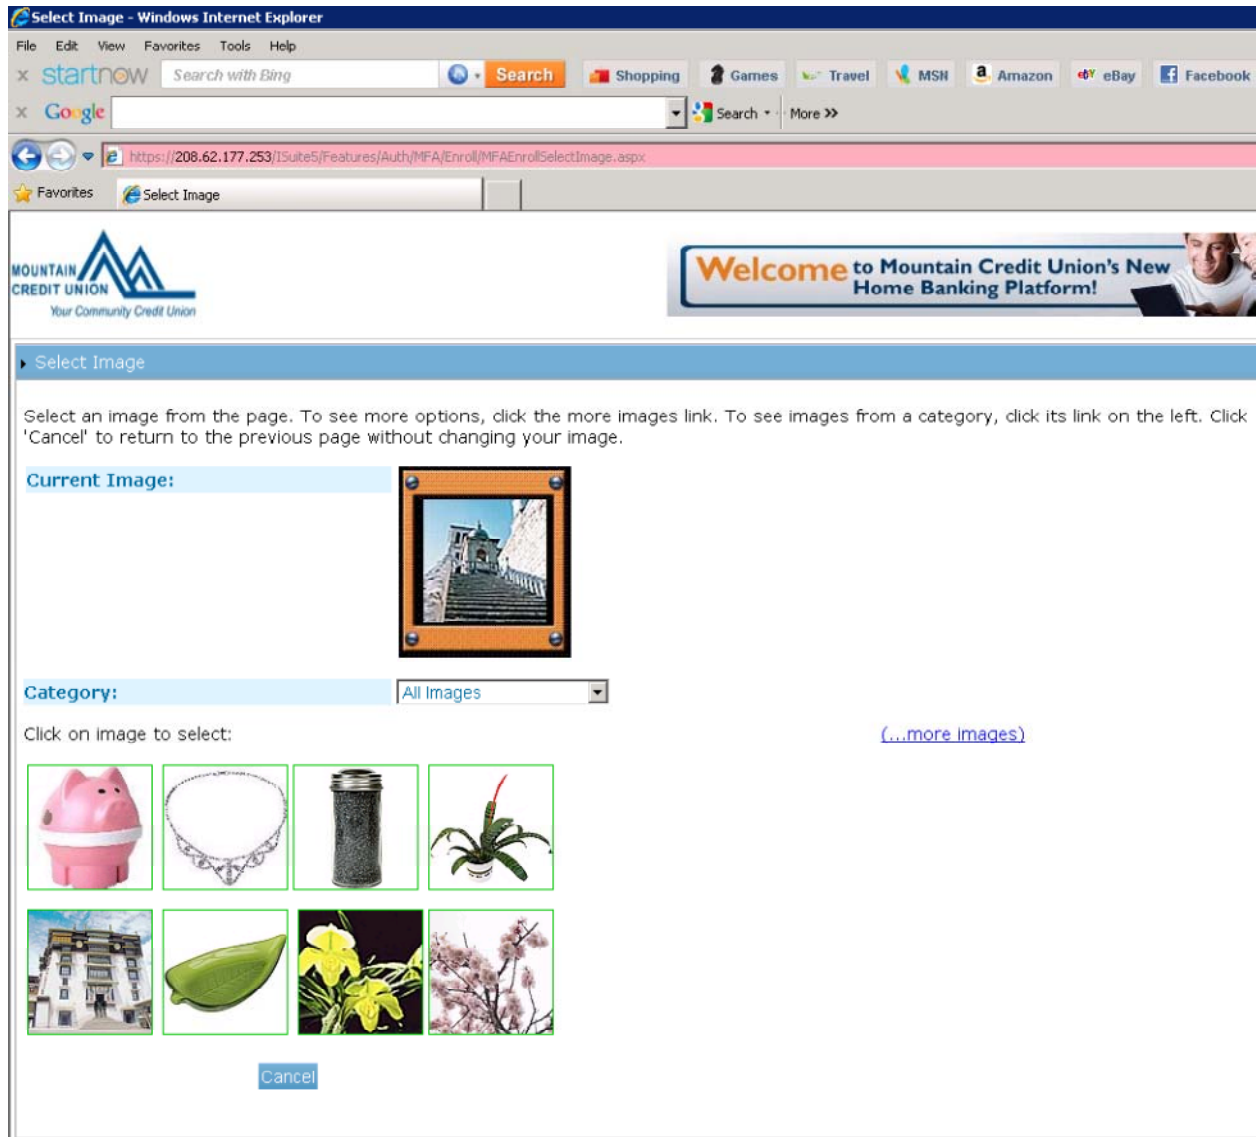 Select Image - Windows Internet Explorer
File Edit View Favorites Tools Help
x startnow Search with Bing Search Shopping Games Travel MSN Amazon ebY eBay Facebook
x Google Search More >>
https://208.62.177.253/ISuite5/Features/Auth/MFA/Enroll/MFAEnrollSelectImage.aspx
Favorites Select Image
MOUNTAIN
CREDIT UNION
Your Community Credit Union
Welcome to Mountain Credit Union's New
Home Banking Platform!
Select Image
Select an image from the page. To see more options, click the more images link. To see images from a category, click its link on the left. Click
'Cancel' to return to the previous page without changing your image.
Current Image:
Category: All Images
Click on image to select: (...more images)
Cancel